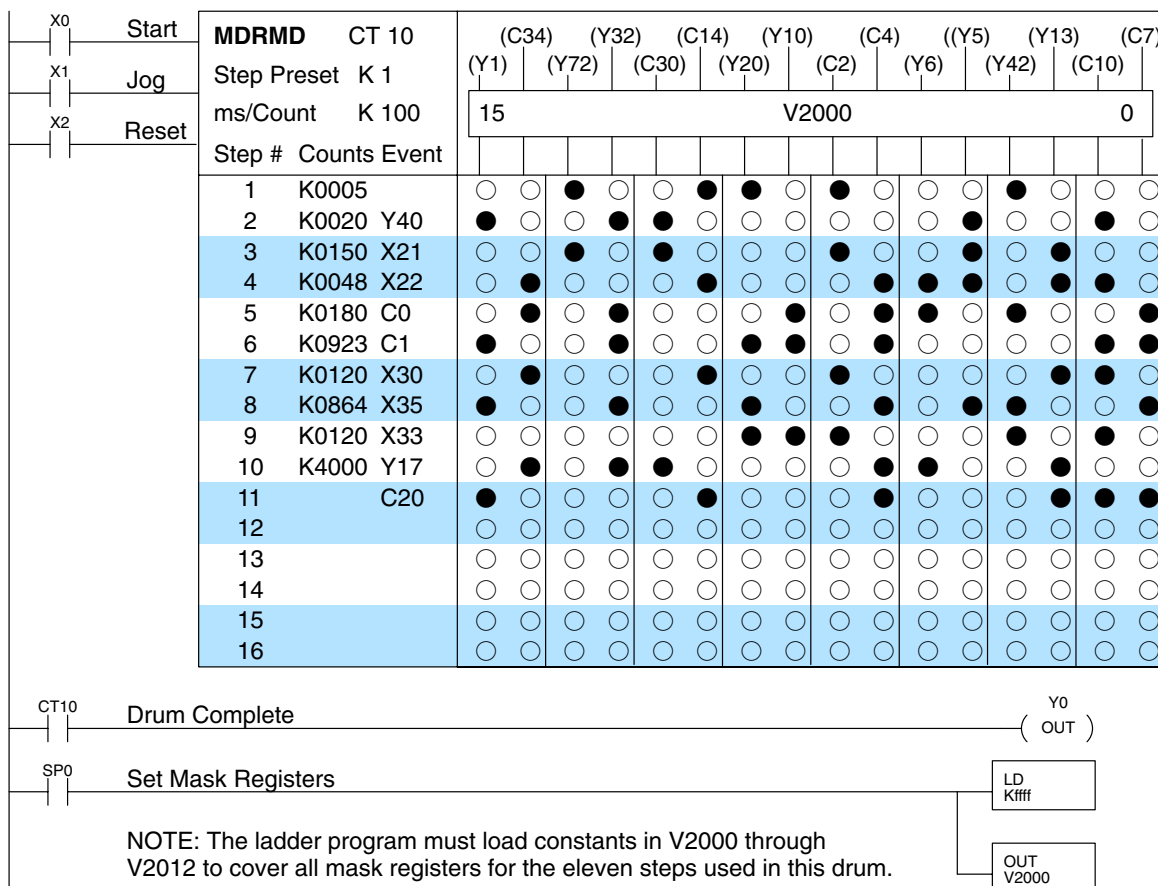 X0 Start
X1 Jog
X2 Reset
MDRMD CT 10
Step Preset K 1
ms/Count K 100
Step # Counts Event
(C34) (Y32) (C14) (Y10) (C4) ((Y5) (Y13) (C7)
(Y1) (Y72) (C30) (Y20) (C2) (Y6) (Y42) (C10)
15 V2000 0
1 K0005
2 K0020 Y40
3 K0150 X21
4 K0048 X22
5 K0180 C0
6 K0923 C1
7 K0120 X30
8 K0864 X35
9 K0120 X33
10 K4000 Y17
11 C20
12
13
14
15
16
CT10 Drum Complete Y0
OUT
SP0 Set Mask Registers
LD
Kffff
NOTE: The ladder program must load constants in V2000 through
V2012 to cover all mask registers for the eleven steps used in this drum.
OUT
V2000